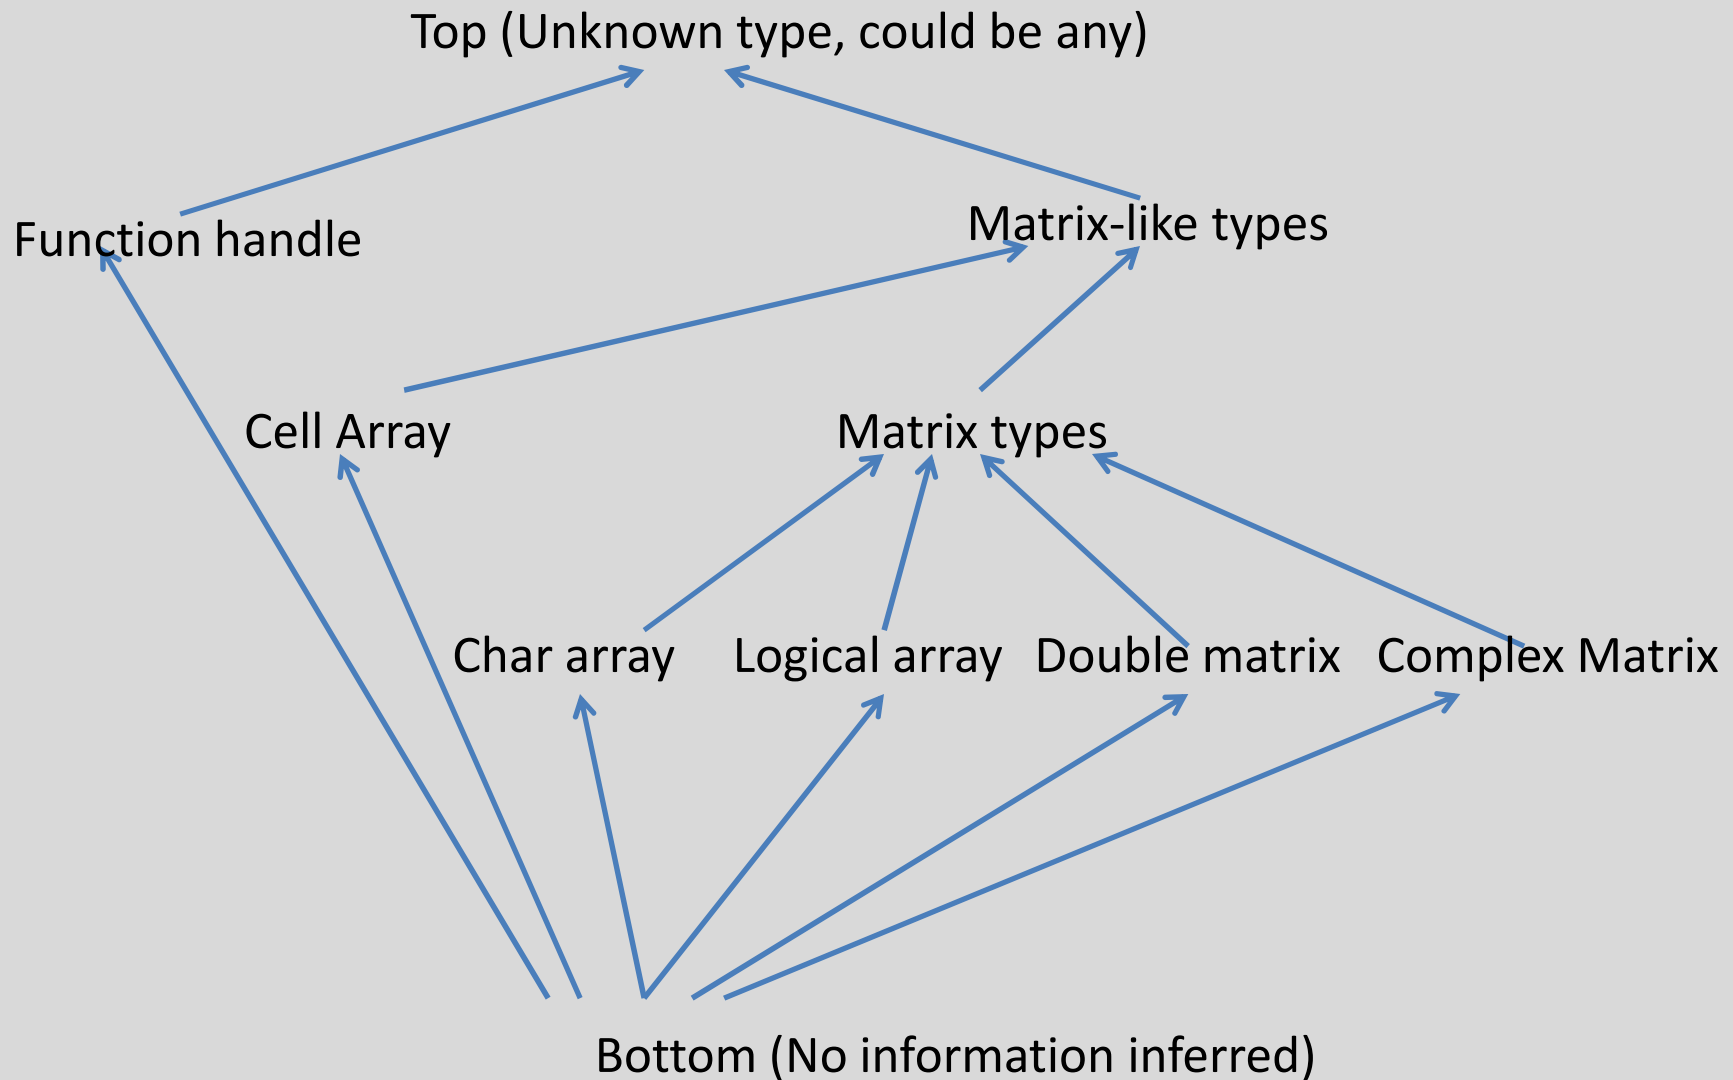 Top (Unknown type, could be any)
Function handle
Matrix-like types
Cell Array
Matrix types
Char array
Logical array
Double matrix
Complex Matrix
Bottom (No information inferred)